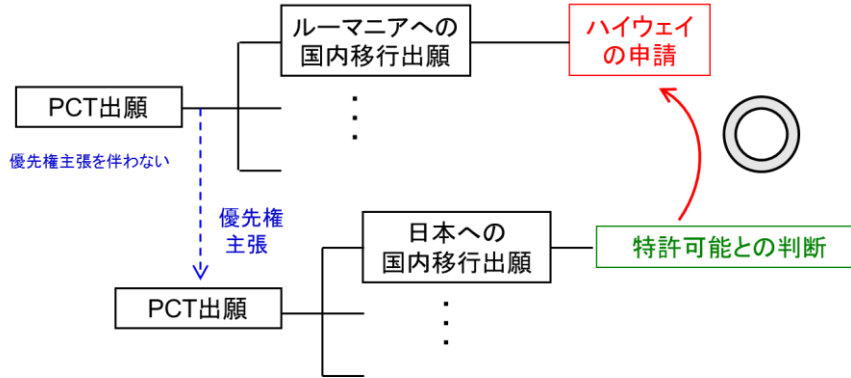 ルーマニアへの
国内移行出願
ハイウェイ
の申請
PCT出願
優先権主張を伴わない
優先権
主張
日本への
国内移行出願
特許可能との判断
PCT出願